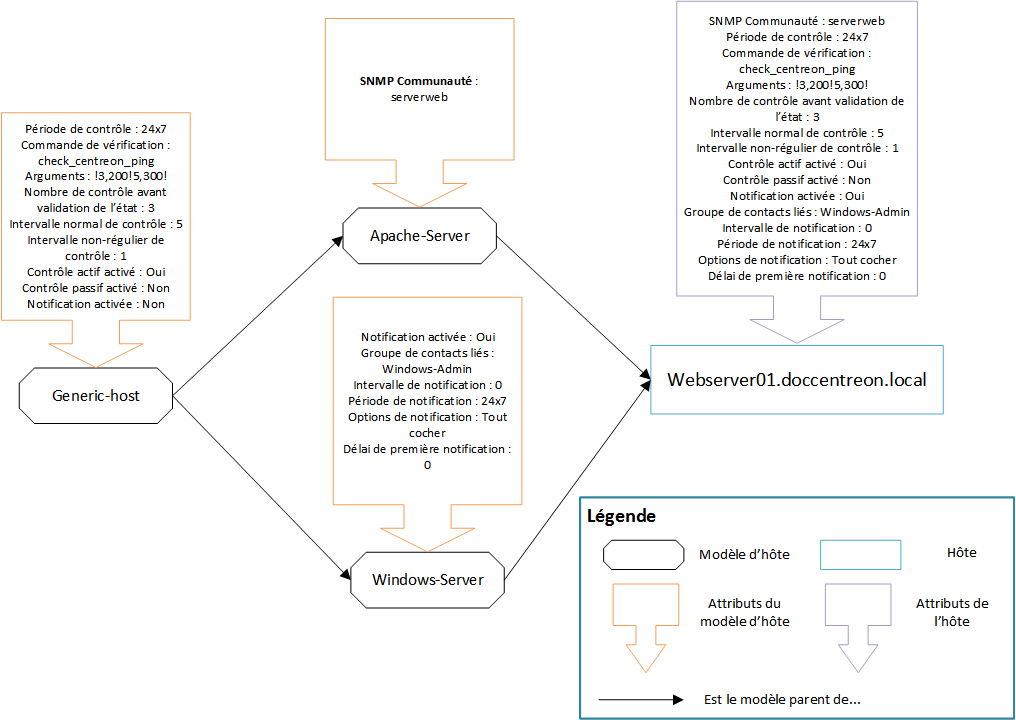 SNMP Communauté : serverweb
Période de contrôle : 24x7
Commande de vérification :
check_centreon_ping
Arguments : !3,200!5,300!
Nombre de contrôle avant validation de
l’état : 3
Intervalle normal de contrôle : 5
Intervalle non-régulier de contrôle : 1
Contrôle actif activé : Oui
Contrôle passif activé : Non
Notification activée : Oui
Groupe de contacts liés : Windows-Admin
Intervalle de notification : 0
Période de notification : 24x7
Options de notification : Tout cocher
Délai de première notification : 0
SNMP Communauté :
serverweb
Période de contrôle : 24x7
Commande de vérification :
check_centreon_ping
Arguments : !3,200!5,300!
Nombre de contrôle avant
validation de l’état : 3
Intervalle normal de contrôle : 5
Intervalle non-régulier de
contrôle : 1
Contrôle actif activé : Oui
Contrôle passif activé : Non
Notification activée : Non
Apache-Server
Notification activée : Oui
Groupe de contacts liés :
Windows-Admin
Intervalle de notification : 0
Période de notification : 24x7
Options de notification : Tout
cocher
Délai de première notification :
0
Generic-host
Webserver01.doccentreon.local
Windows-Server
Légende
Modèle d’hôte
Hôte
Attributs du
modèle d’hôte
Attributs de
l’hôte
Est le modèle parent de...